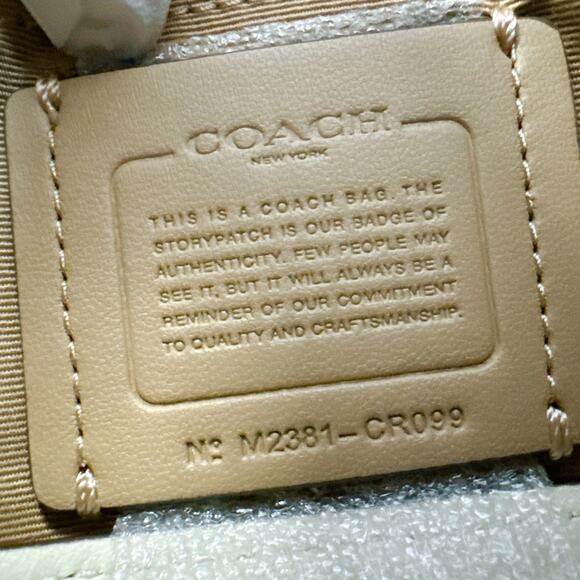 COACH
NEW YORK
THIS IS A COACH BAG. THE
STORYPATCH IS OUR BADGE OF
AUTHENTICITY. FEW PEOPLE MAY
SEE IT, BUT IT WILL ALWAYS BE A
REMINDER OF OUR COMMITMENT
TO QUALITY AND CRAFTSMANSHIP.
Nº M2381-CR099